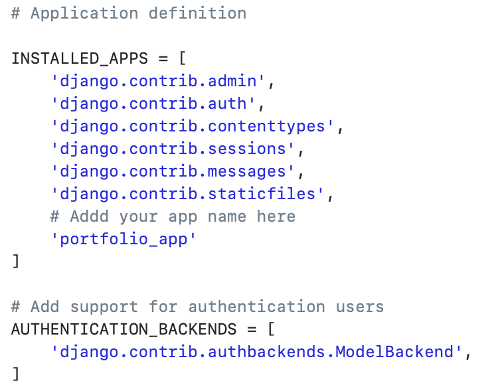 # Application definition
INSTALLED_APPS = [
'django.contrib.admin',
'django.contrib.auth',
'django.contrib.contenttypes',
'django.contrib.sessions',
'django.contrib.messages',
'django.contrib.staticfiles',
# Addd your app name here
'portfolio_app'
]
# Add support for authentication users
AUTHENTICATION_BACKENDS = [
'django.contrib.authbackends.ModelBackend',
]